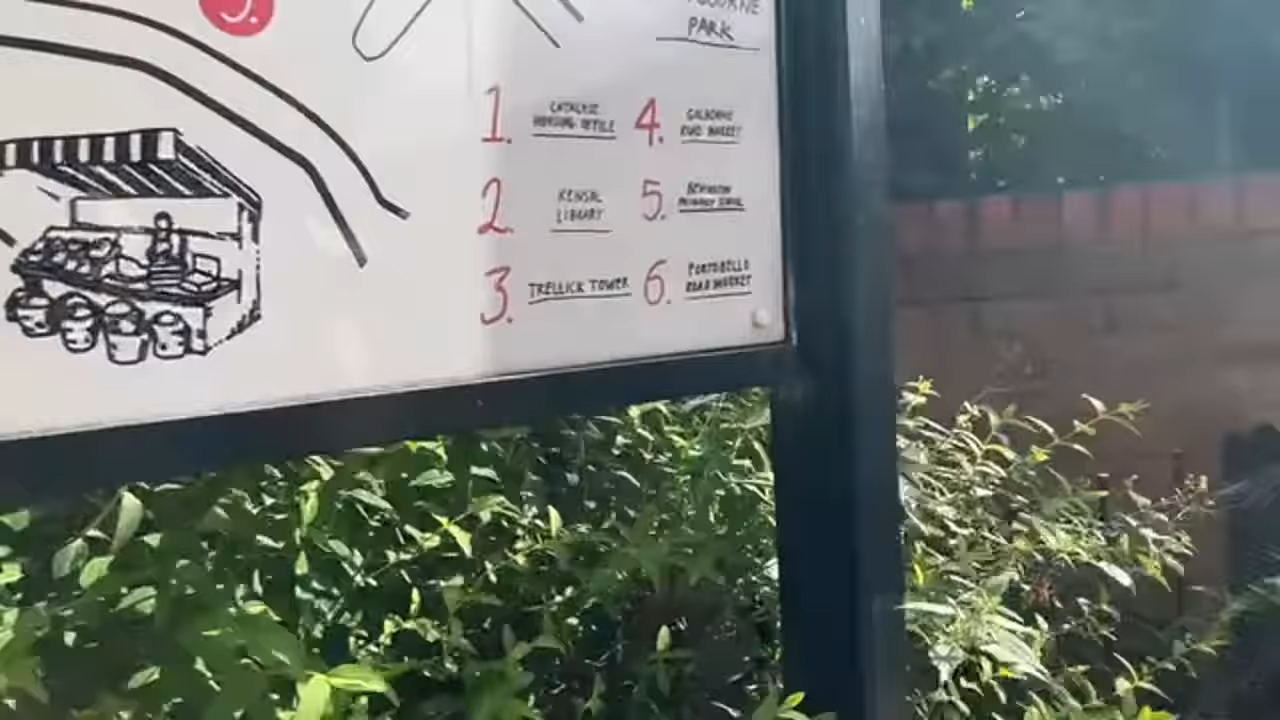 5.
PARK
1.
CATALYST
HOUSING OFFICE
4.
GOLBORNE
ROAD MARKET
2.
KENSAL
LIBRARY
5.
BEVINGTON
PRIMARY SCHOOL
3.
TRELLICK TOWER
6.
PORTOBELLO
ROAD MARKET